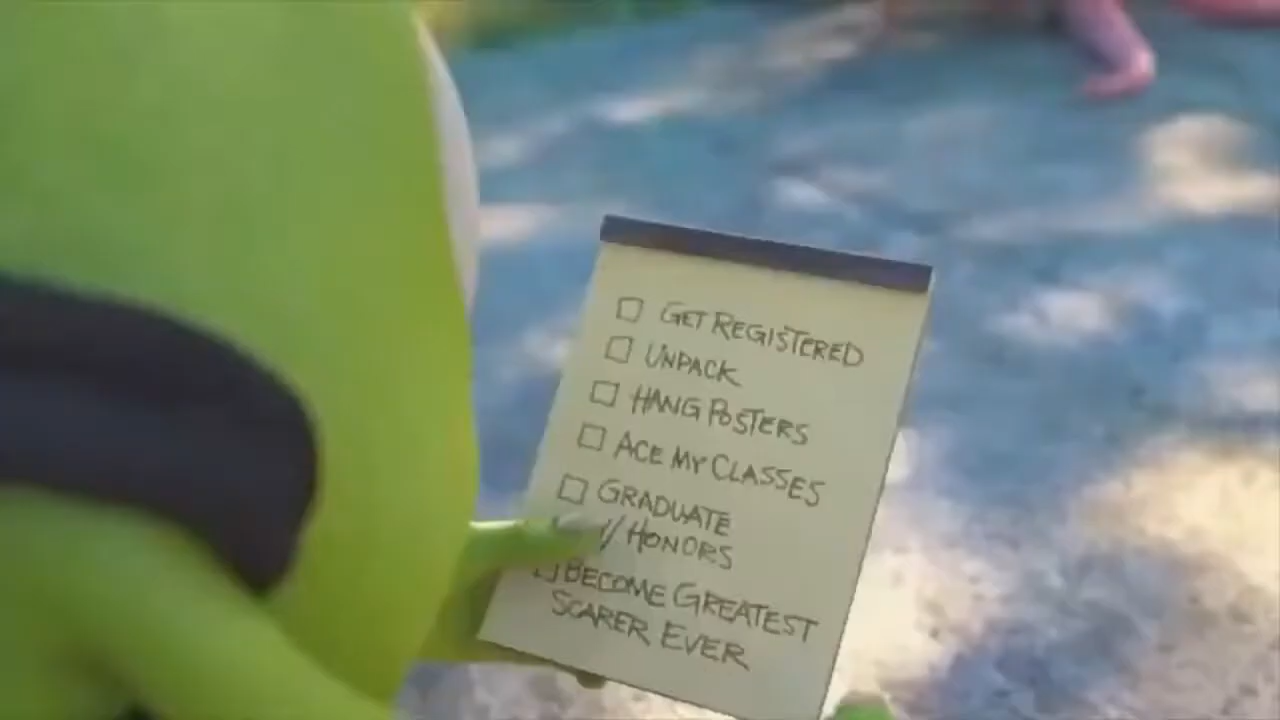 GET REGISTERED
UNPACK
HANG POSTERS
ACE MY CLASSES
GRADUATE
W/ HONORS
BECOME GREATEST
SCARER EVER